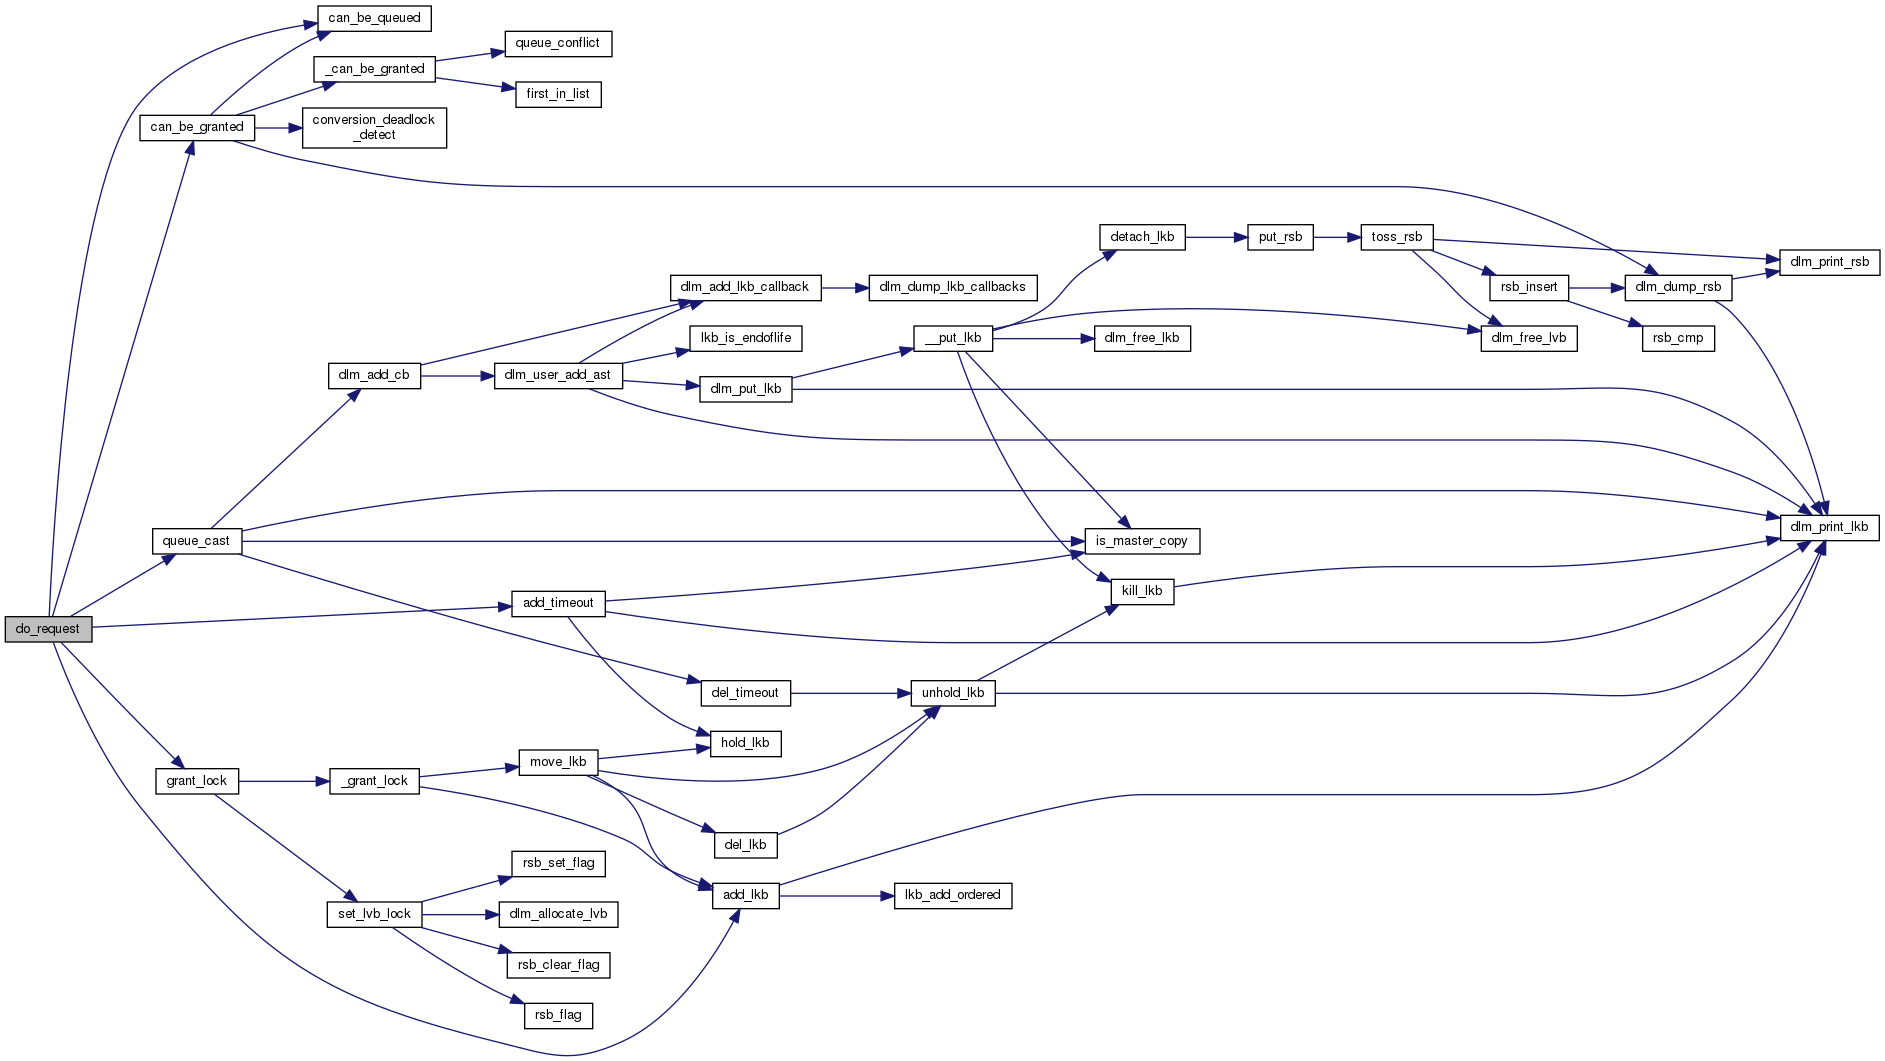 can_be_queued
queue_conflict
_can_be_granted
first_in_list
can_be_granted
conversion_deadlock
_detect
detach_lkb
put_rsb
toss_rsb
dlm_print_rsb
dlm_add_lkb_callback
dlm_dump_lkb_callbacks
rsb_insert
dlm_dump_rsb
lkb_is_endoflife
__put_lkb
dlm_free_lkb
dlm_free_lvb
rsb_cmp
dlm_add_cb
dlm_user_add_ast
dlm_put_lkb
queue_cast
is_master_copy
dlm_print_lkb
kill_lkb
add_timeout
do_request
del_timeout
unhold_lkb
hold_lkb
move_lkb
grant_lock
_grant_lock
del_lkb
rsb_set_flag
add_lkb
lkb_add_ordered
set_lvb_lock
dlm_allocate_lvb
rsb_clear_flag
rsb_flag